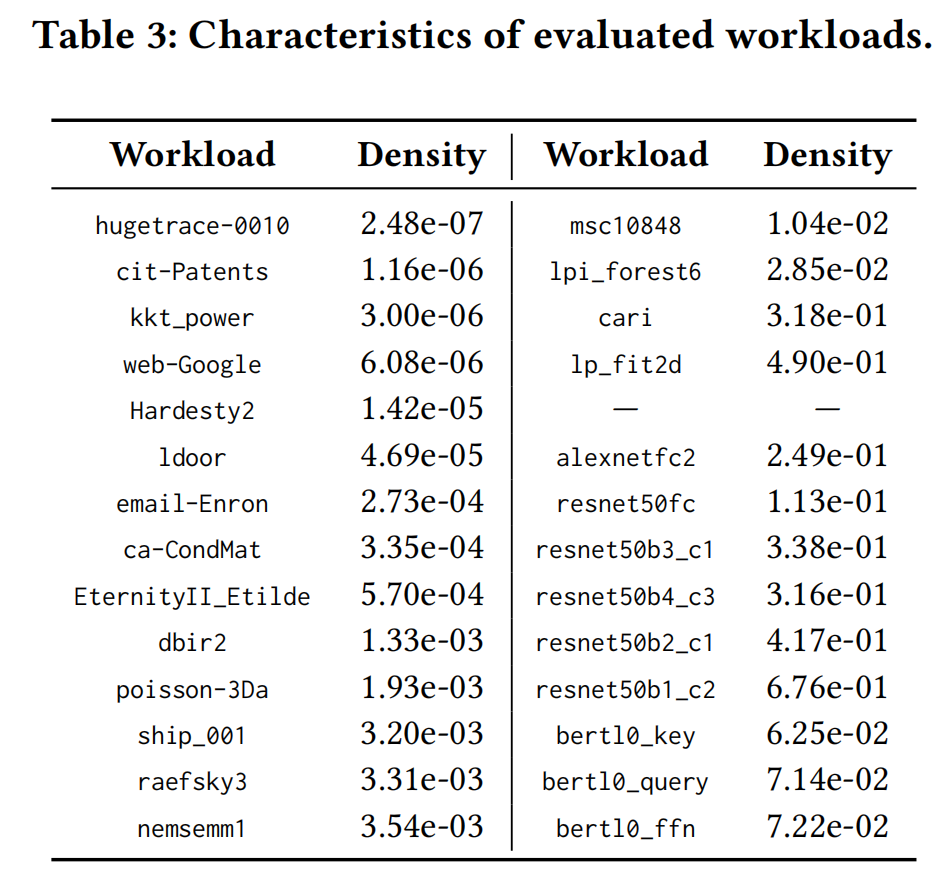 Table 3: Characteristics of evaluated workloads.
Workload Density Workload Density
hugetrace-0010 2.48e-07 msc10848 1.04e-02
cit-Patents 1.16e-06 lpi_forest6 2.85e-02
kkt_power 3.00e-06 cari 3.18e-01
web-Google 6.08e-06 lp_fit2d 4.90e-01
Hardesty2 1.42e-05 — —
ldoor 4.69e-05 alexnetfc2 2.49e-01
email-Enron 2.73e-04 resnet50fc 1.13e-01
ca-CondMat 3.35e-04 resnet50b3_c1 3.38e-01
EternityII_Etilde 5.70e-04 resnet50b4_c3 3.16e-01
dbir2 1.33e-03 resnet50b2_c1 4.17e-01
poisson-3Da 1.93e-03 resnet50b1_c2 6.76e-01
ship_001 3.20e-03 bertl0_key 6.25e-02
raefsky3 3.31e-03 bertl0_query 7.14e-02
nemsemm1 3.54e-03 bertl0_ffn 7.22e-02